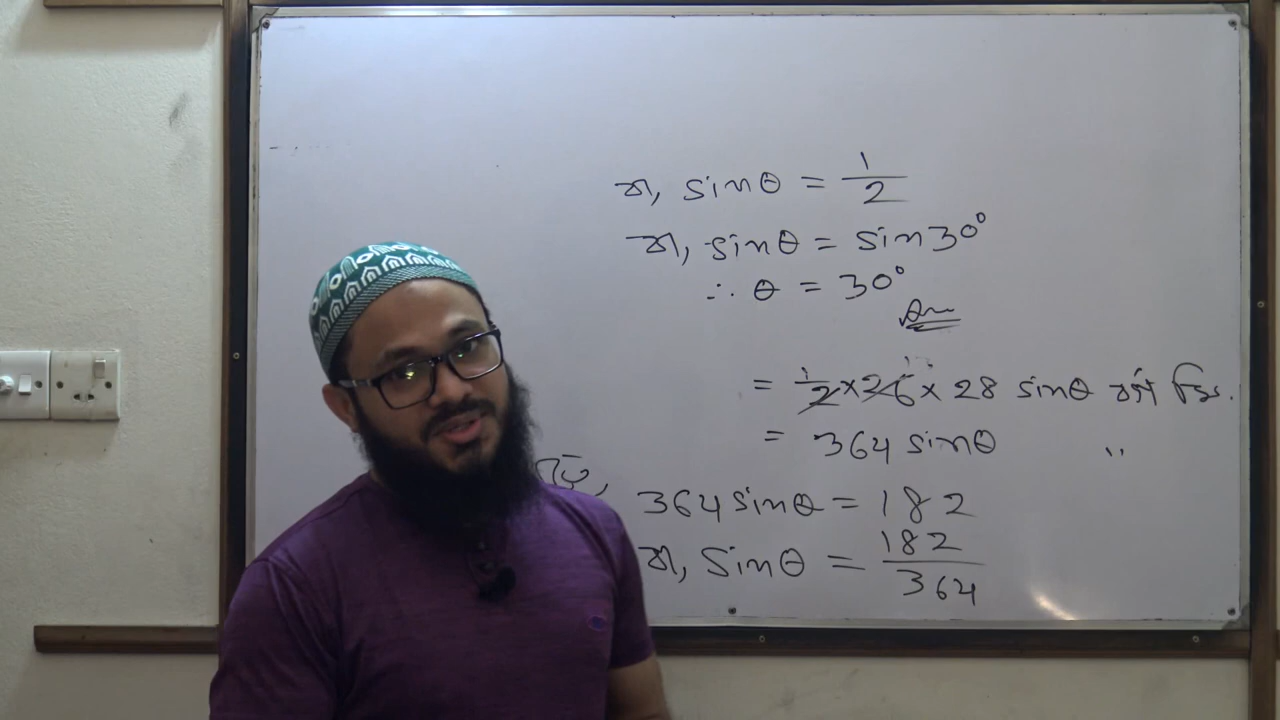 বা, sinθ = 1/2
বা, sinθ = sin30°
∴ θ = 30°
Ans
= 1/2 × 26 × 28 sinθ বর্গ মি.
= 364 sinθ "
364 sinθ = 182
বা, sinθ = 182/364